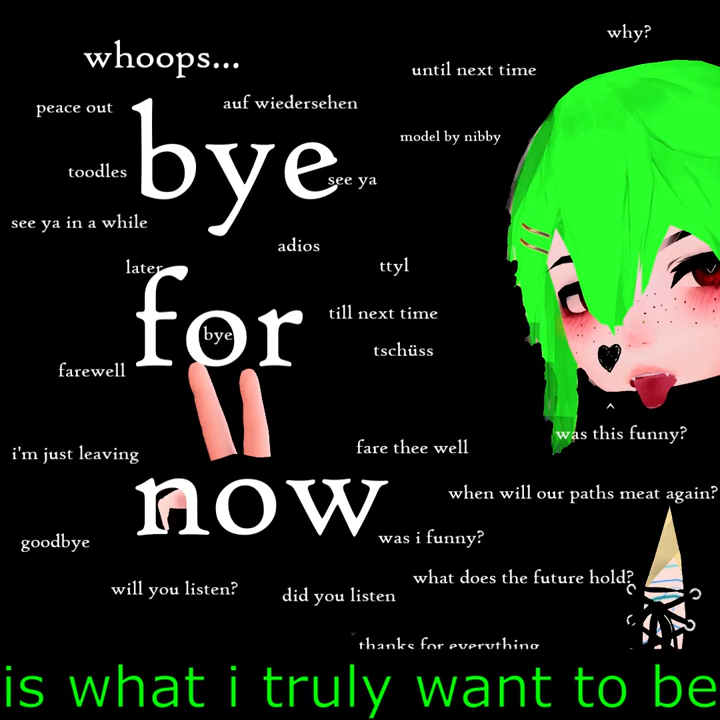 why?
whoops...
until next time
peace out
auf wiedersehen
bye
model by nibby
toodles
see ya
see ya in a while
adios
later
ttyl
for
till next time
bye
tschüss
farewell
^
was this funny?
i'm just leaving
fare thee well
now
when will our paths meat again?
goodbye
was i funny?
what does the future hold?
will you listen?
did you listen
thanks for everything
is what i truly want to be